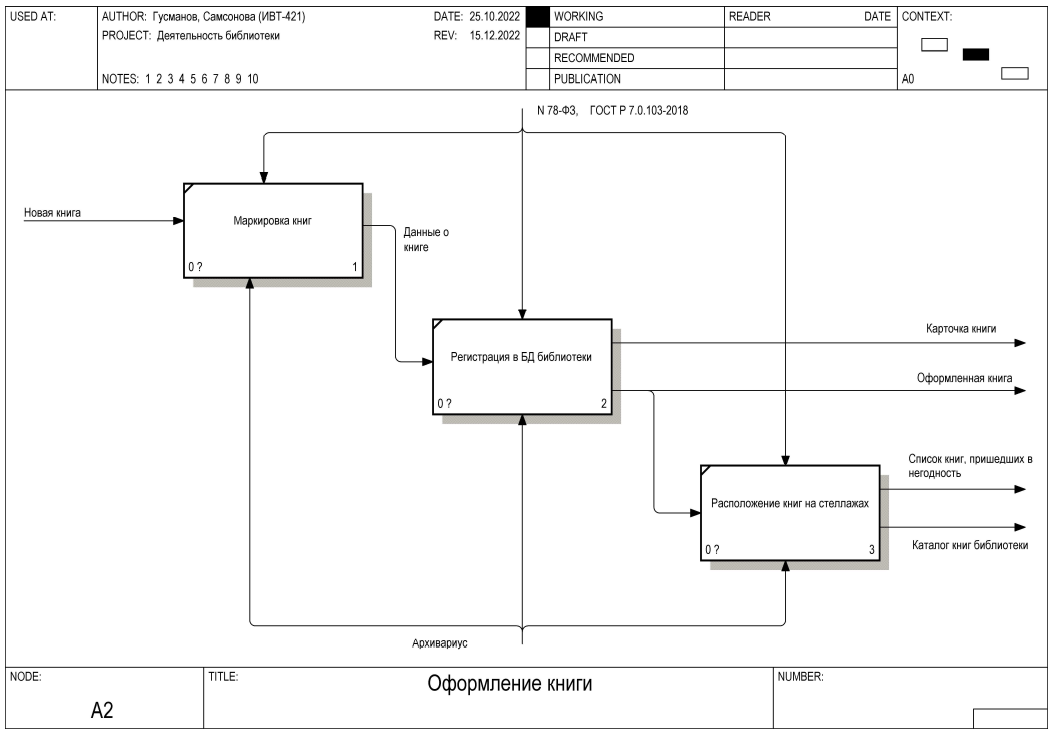 USED AT:
AUTHOR: Гусманов, Самсонова (ИВТ-421)
DATE: 25.10.2022
WORKING
READER
DATE
CONTEXT:
PROJECT: Деятельность библиотеки
REV: 15.12.2022
DRAFT
RECOMMENDED
NOTES: 1 2 3 4 5 6 7 8 9 10
PUBLICATION
A0
N 78-ФЗ, ГОСТ Р 7.0.103-2018
Новая книга
Маркировка книг
0 ?
1
Данные о
книге
Регистрация в БД библиотеки
0 ?
2
Карточка книги
Оформленная книга
Список книг, пришедших в
негодность
Расположение книг на стеллажах
0 ?
3
Каталог книг библиотеки
Архивариус
NODE:
TITLE:
NUMBER:
A2
Оформление книги